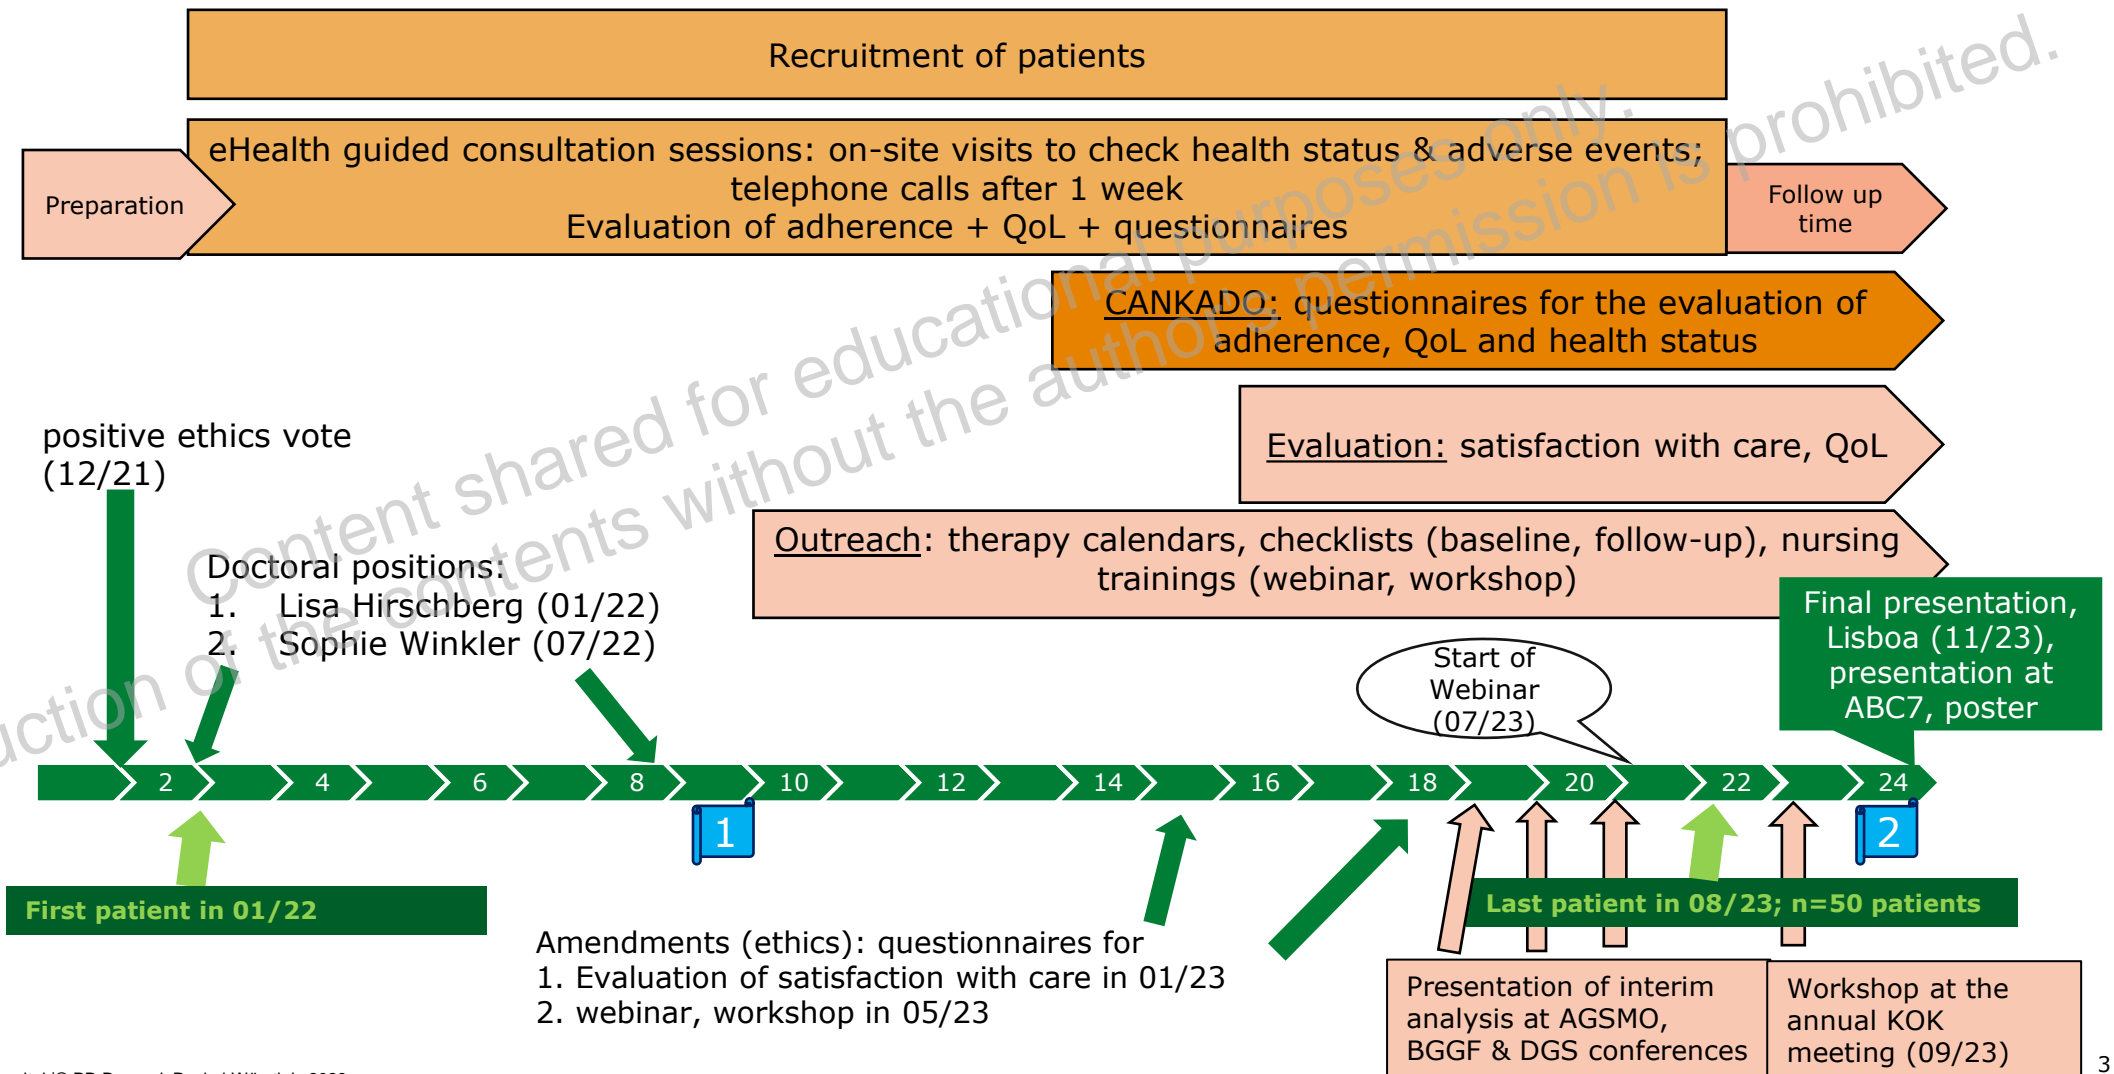 Recruitment of patients
eHealth guided consultation sessions: on-site visits to check health status & adverse events;
telephone calls after 1 week
Evaluation of adherence + QoL + questionnaires
Preparation
Follow up
time
CANKADO: questionnaires for the evaluation of
adherence, QoL and health status
Evaluation: satisfaction with care, QoL
Outreach: therapy calendars, checklists (baseline, follow-up), nursing
trainings (webinar, workshop)
positive ethics vote
(12/21)
Doctoral positions:
1. Lisa Hirschberg (01/22)
2. Sophie Winkler (07/22)
Start of
Webinar
(07/23)
Final presentation,
Lisboa (11/23),
presentation at
ABC7, poster
2 4 6 8 10 12 14 16 18 20 22 24
1
2
First patient in 01/22
Last patient in 08/23; n=50 patients
Amendments (ethics): questionnaires for
1. Evaluation of satisfaction with care in 01/23
2. webinar, workshop in 05/23
Presentation of interim
analysis at AGSMO,
BGGF & DGS conferences
Workshop at the
annual KOK
meeting (09/23)
3
Content shared for educational purposes only.
of the contents without the author's permission is prohibited.